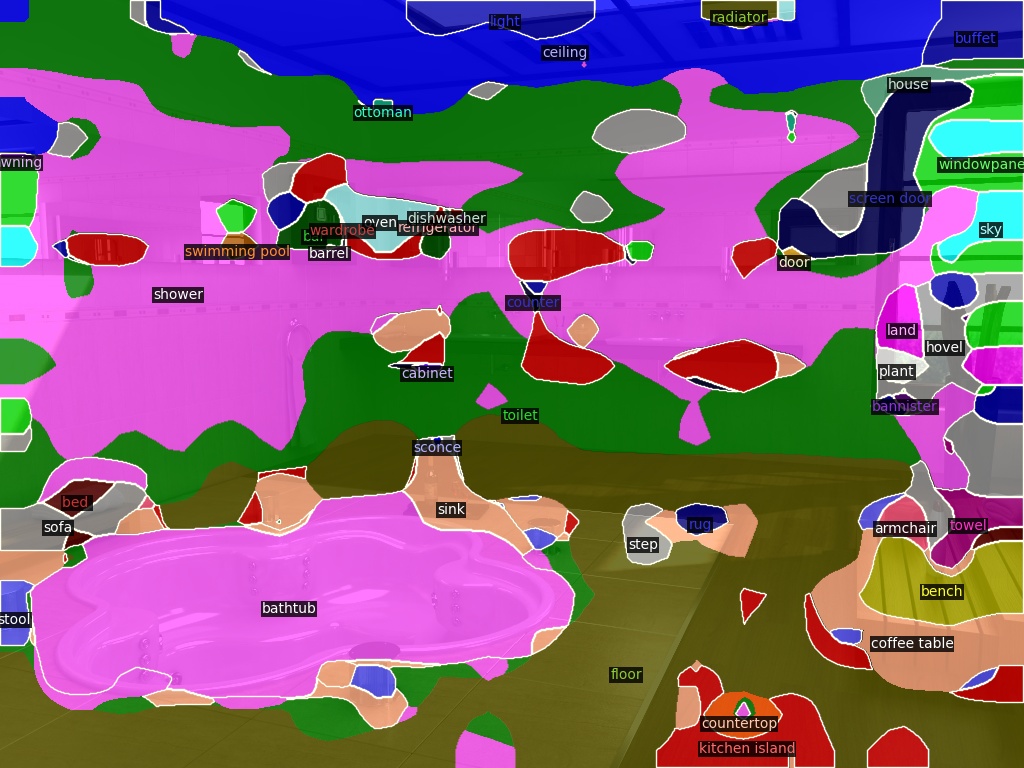 light
radiator
buffet
ceiling
house
ottoman
wning
windowpane
screen door
dishwasher
oven
refrigerator
wardrobe
sky
swimming pool
barrel
door
shower
counter
land
hovel
cabinet
plant
bannister
toilet
sconce
bed
sink
sofa
armchair
towel
rug
step
bench
bathtub
stool
coffee table
floor
countertop
kitchen island